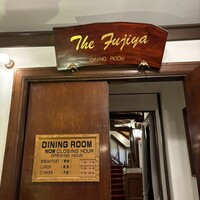 The Fujiya
DINING ROOM
DINING ROOM
NOW CLOSING HOUR
OPENING HOUR
BREAKFAST
LUNCH
DINNER